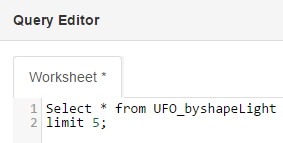 Query Editor
Worksheet *
1 Select * from UFO_byshapeLight
2 limit 5;